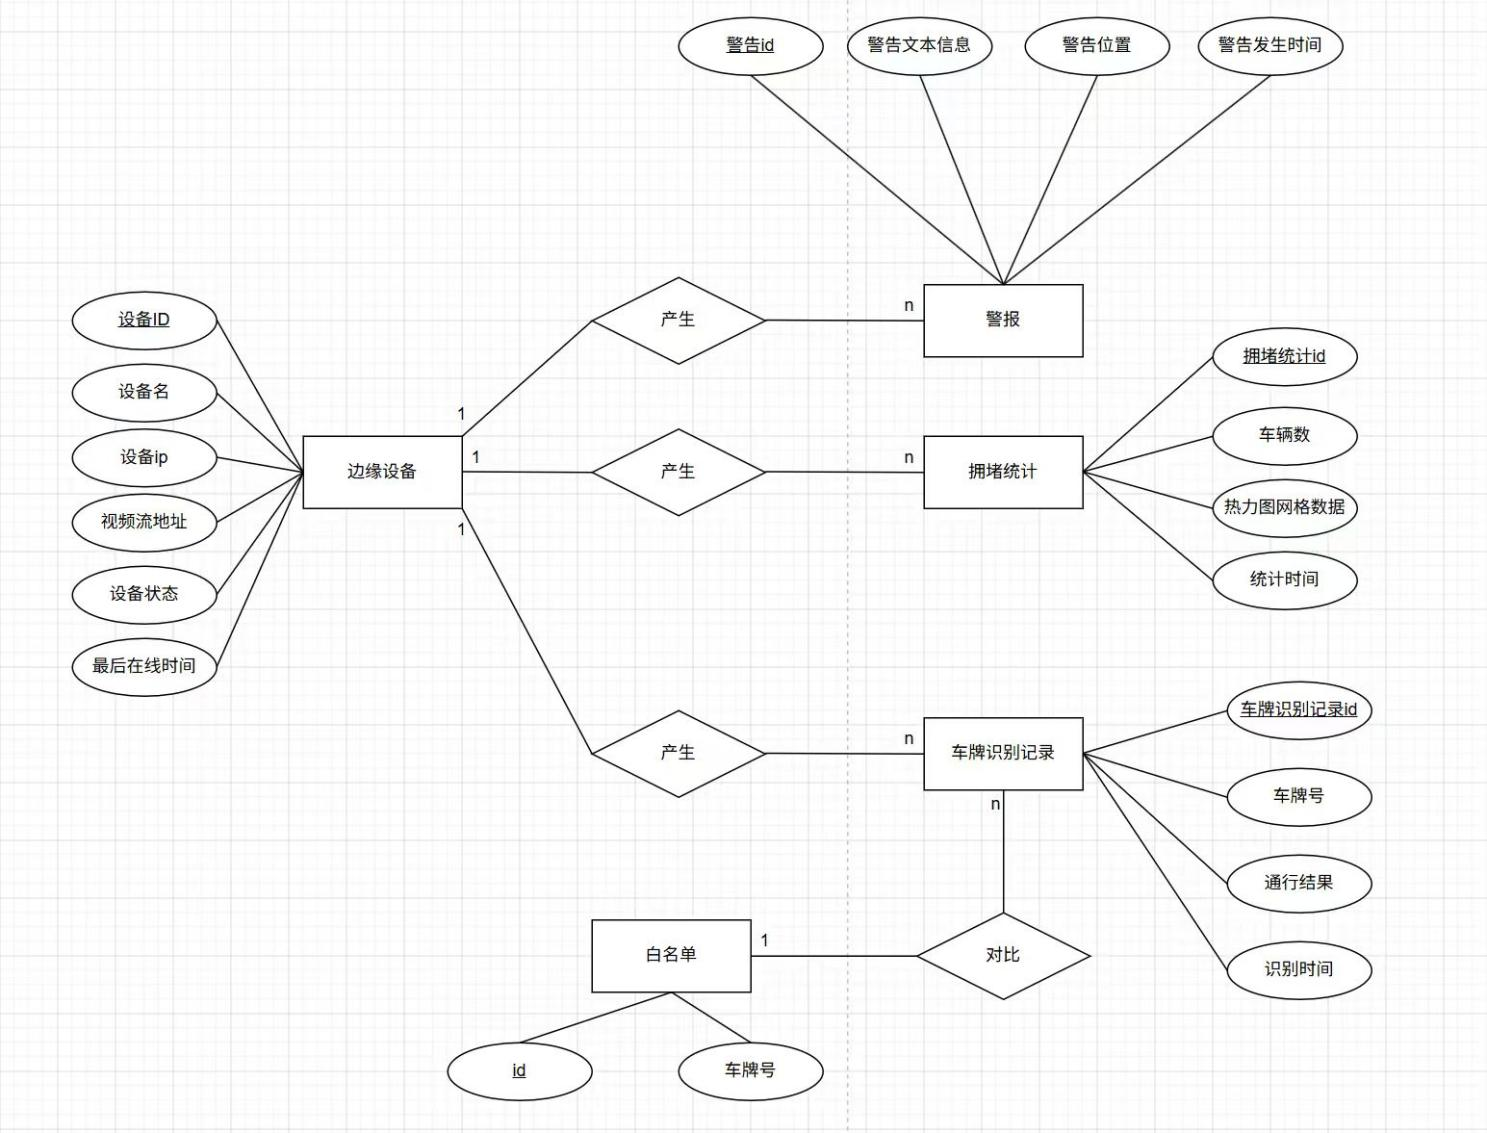 警告id
警告文本信息
警告位置
警告发生时间
产生
n
警报
设备ID
设备名
设备ip
视频流地址
设备状态
最后在线时间
边缘设备
1
1
1
产生
n
拥堵统计
拥堵统计id
车辆数
热力图网格数据
统计时间
产生
n
车牌识别记录
n
车牌识别记录id
车牌号
通行结果
识别时间
白名单
1
对比
id
车牌号